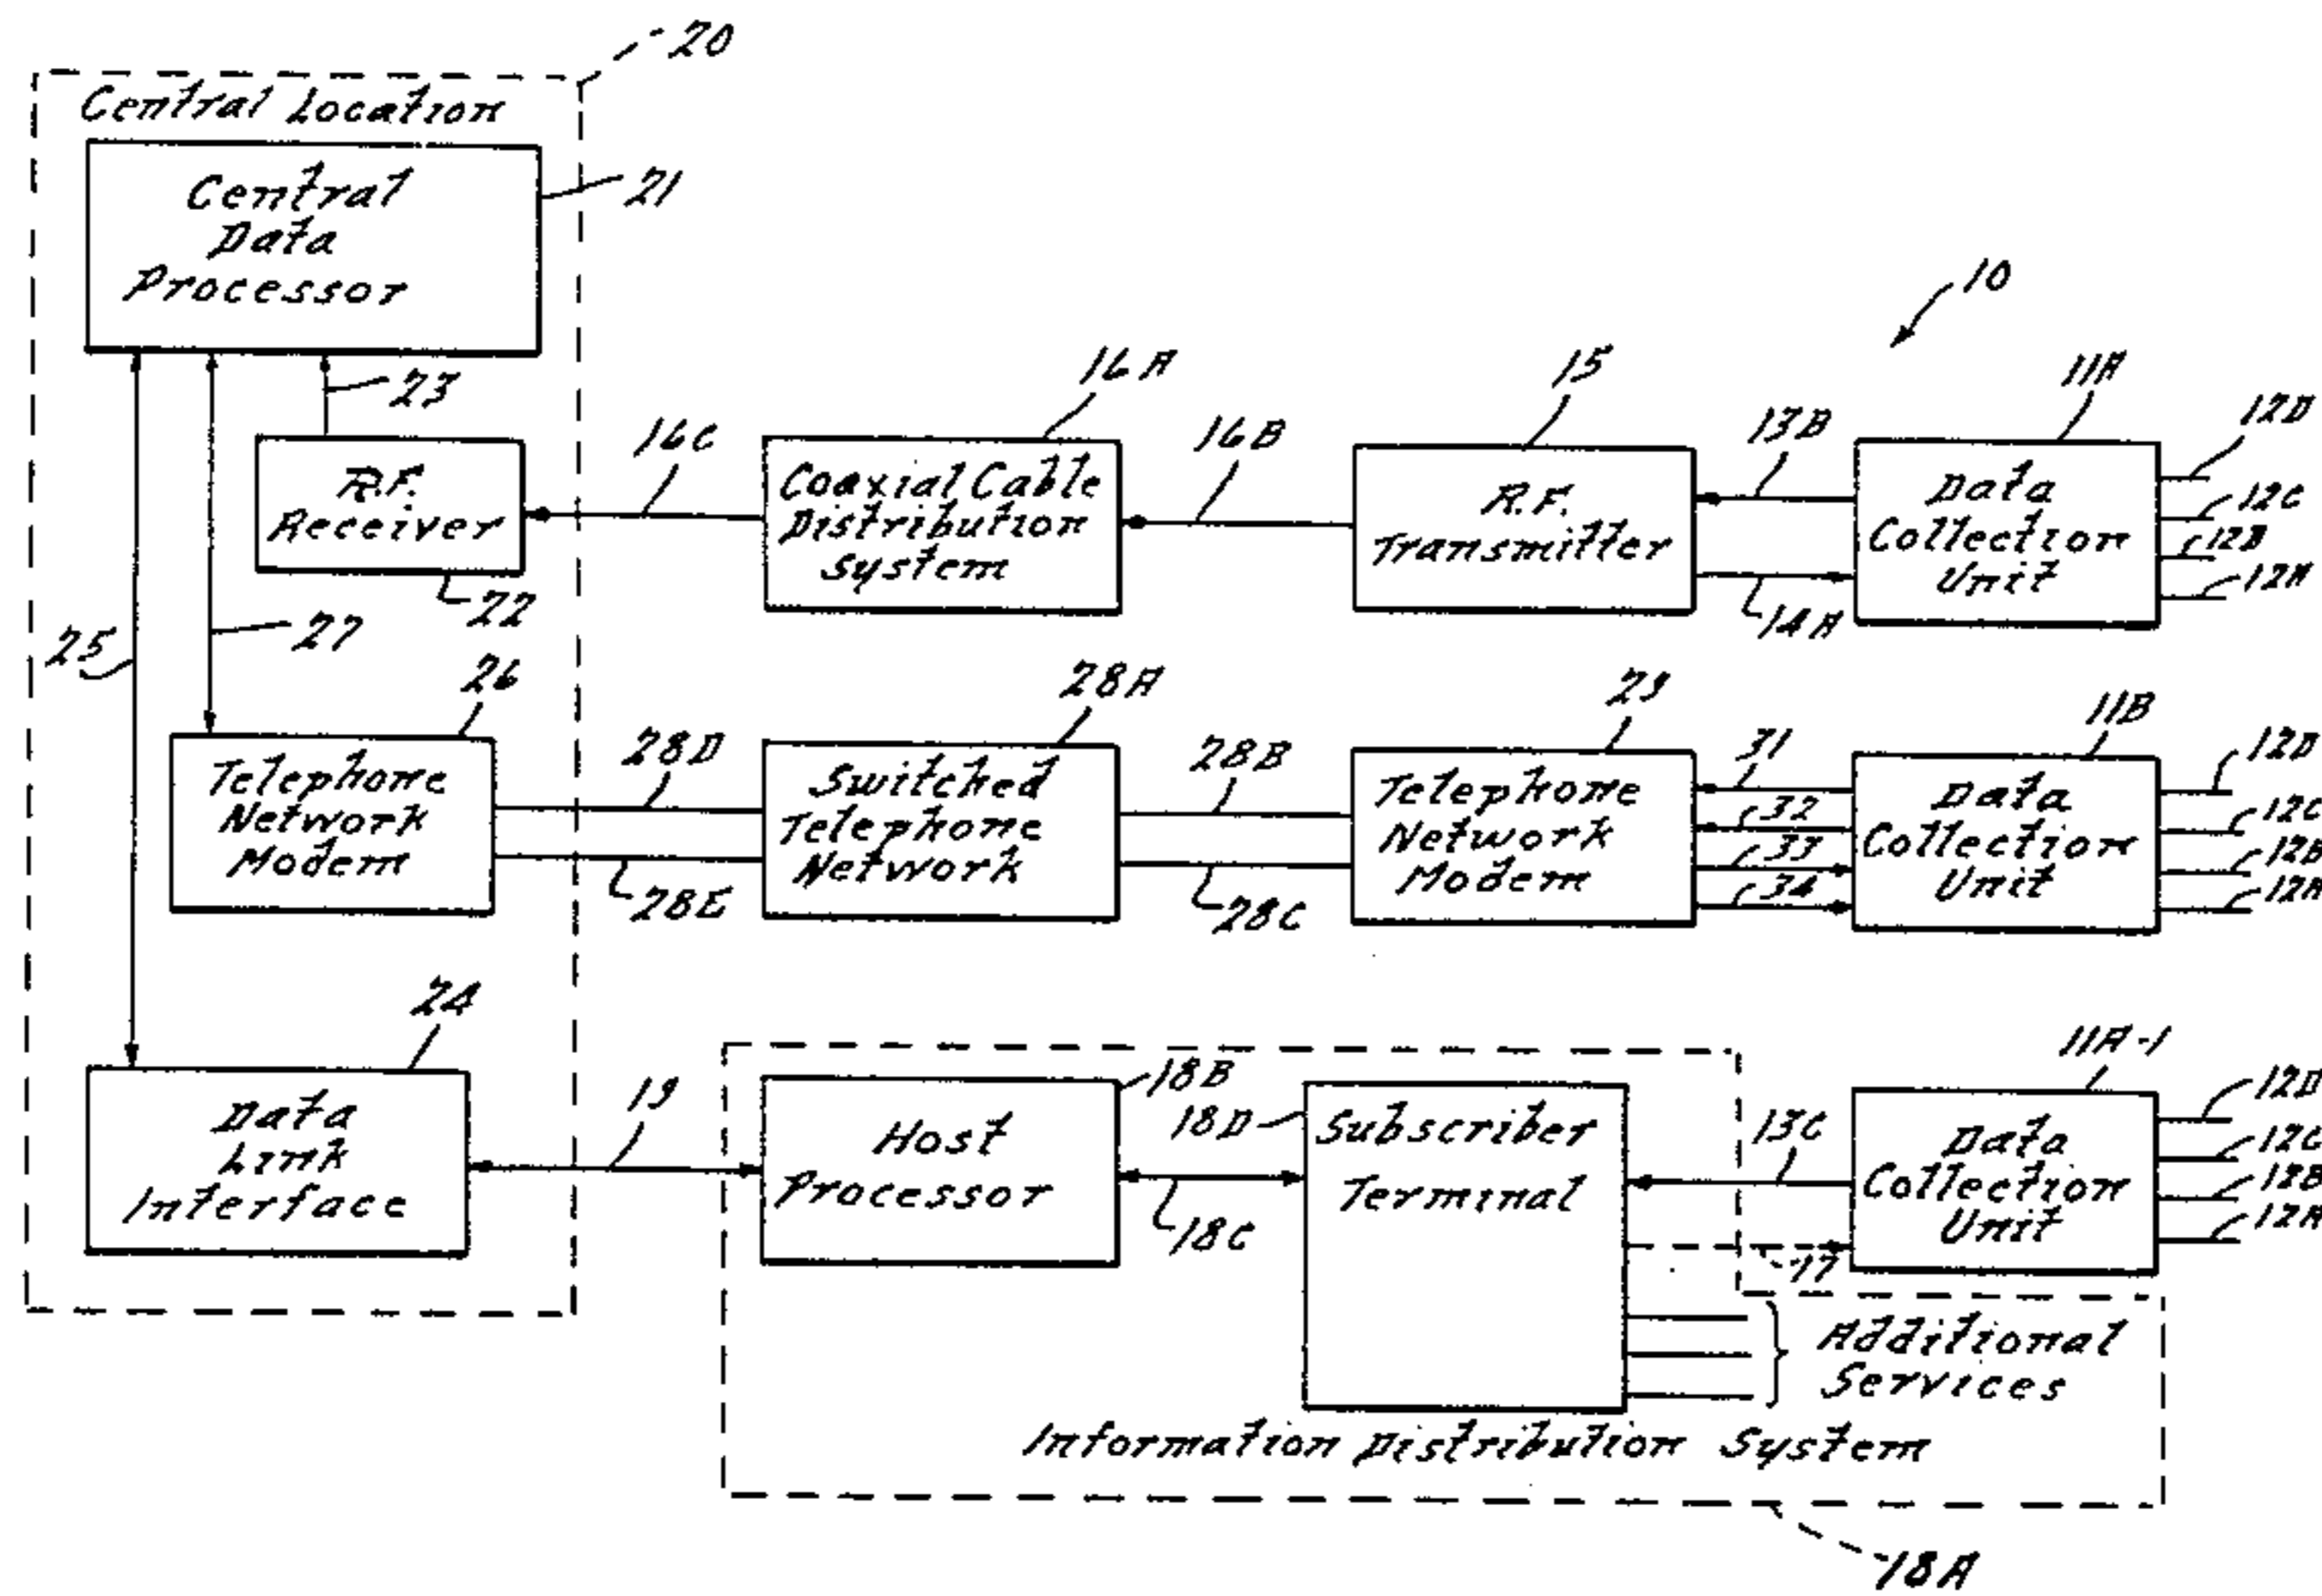 20
Central Location
Central
Data
Processor
21
10
23
16C
16A
16B
15
13B
11A
12D
12C
12B
12A
R.F.
Receiver
22
Coaxial Cable
Distribution
System
R.F.
Transmitter
14A
Data
Collection
Unit
25
27
26
28D
28A
28B
29
31
32
33
34
11B
12D
12C
12B
12A
Telephone
Network
Modem
28E
Switched
Telephone
Network
28C
Telephone
Network
Modem
Data
Collection
Unit
24
19
18B
18D
13C
11A-1
12D
12C
12B
12A
Data
Link
Interface
Host
Processor
18C
Subscriber
Terminal
17
Data
Collection
Unit
Additional
Services
Information Distribution System
18A